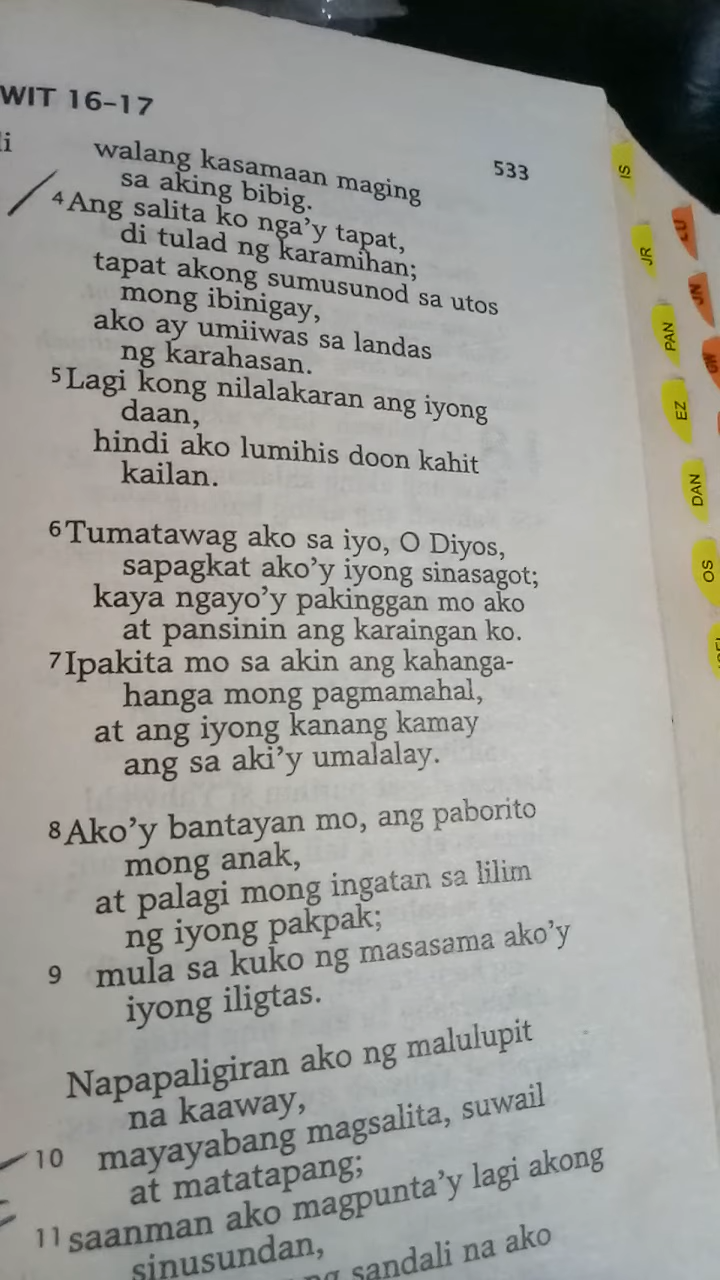 WIT 16–17
533
walang kasamaan maging
sa aking bibig.
4 Ang salita ko nga’y tapat,
di tulad ng karamihan;
tapat akong sumusunod sa utos
mong ibinigay,
ako ay umiiwas sa landas
ng karahasan.
5 Lagi kong nilalakaran ang iyong
daan,
hindi ako lumihis doon kahit
kailan.
6 Tumatawag ako sa iyo, O Diyos,
sapagkat ako’y iyong sinasagot;
kaya ngayo’y pakinggan mo ako
at pansinin ang karaingan ko.
7 Ipakita mo sa akin ang kahanga-
hanga mong pagmamahal,
at ang iyong kanang kamay
ang sa aki’y umalalay.
8 Ako’y bantayan mo, ang paborito
mong anak,
at palagi mong ingatan sa lilim
ng iyong pakpak;
9 mula sa kuko ng masasama ako’y
iyong iligtas.
Napapaligiran ako ng malulupit
na kaaway,
10 mayayabang magsalita, suwail
at matatapang;
11 saanman ako magpunta’y lagi akong
sinusundan,
sandali na ako
IS
JR
PAN
EZ
DAN
OS
LU
JN